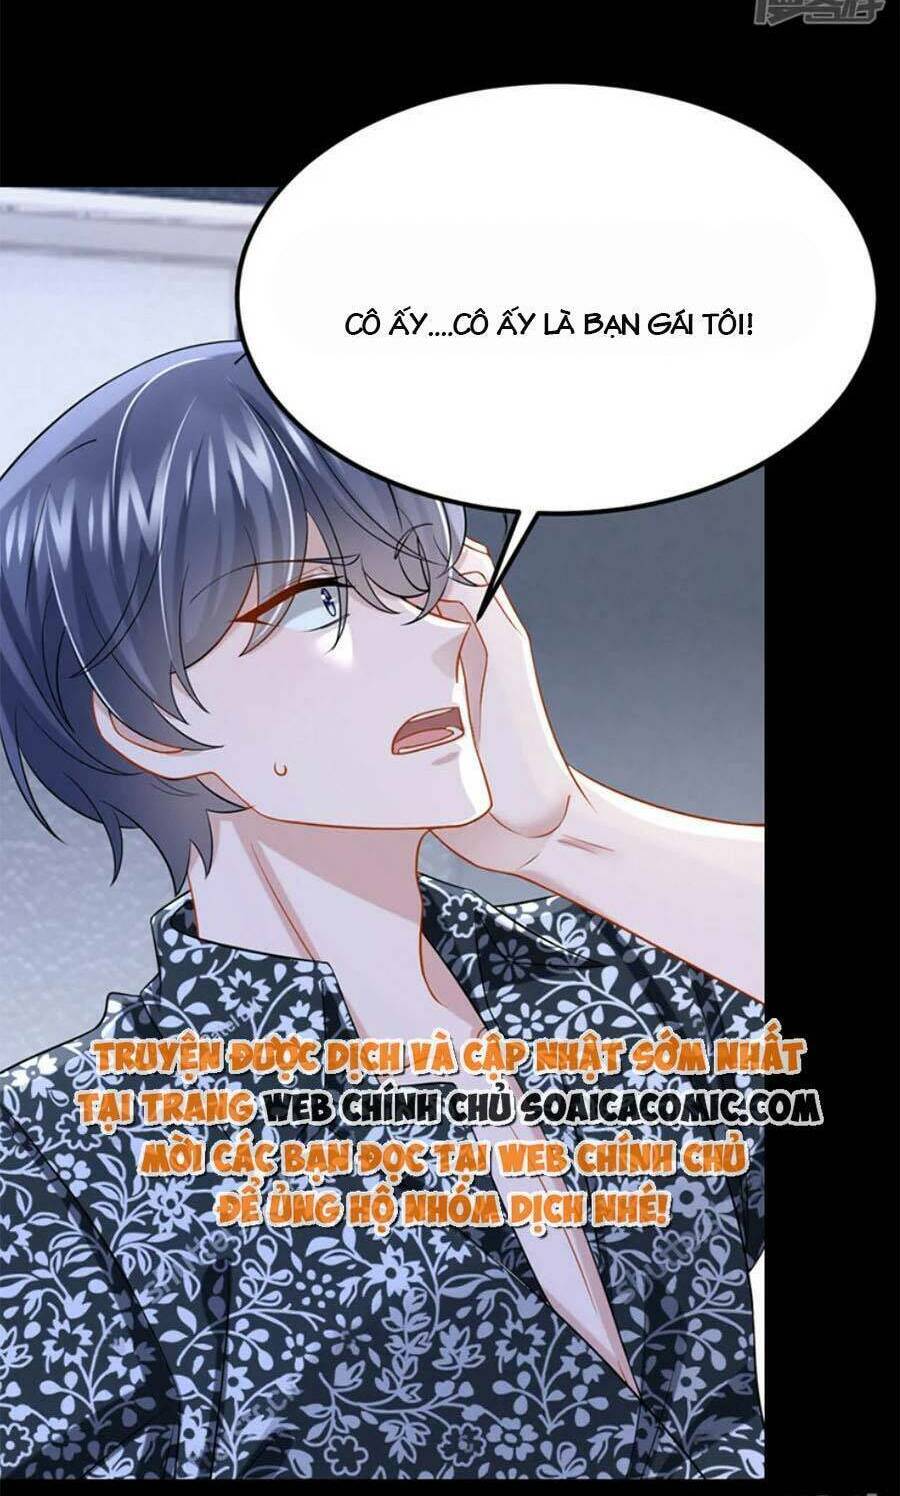 CÔ ẤY....CÔ ẤY LÀ BẠN GÁI TÔI!
TRUYỆN ĐƯỢC DỊCH VÀ CẬP NHẬT SỚM NHẤT
TẠI TRANG WEB CHÍNH CHỦ SOAICACOMIC.COM
MỜI CÁC BẠN ĐỌC TẠI WEB CHÍNH CHỦ
ĐỂ ỦNG HỘ NHÓM DỊCH NHÉ!